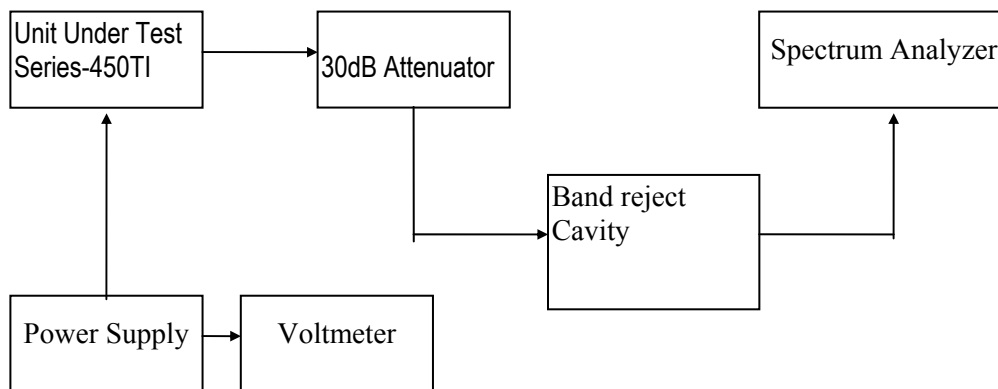 Unit Under Test
Series-450TI
30dB Attenuator
Spectrum Analyzer
Band reject
Cavity
Power Supply
Voltmeter